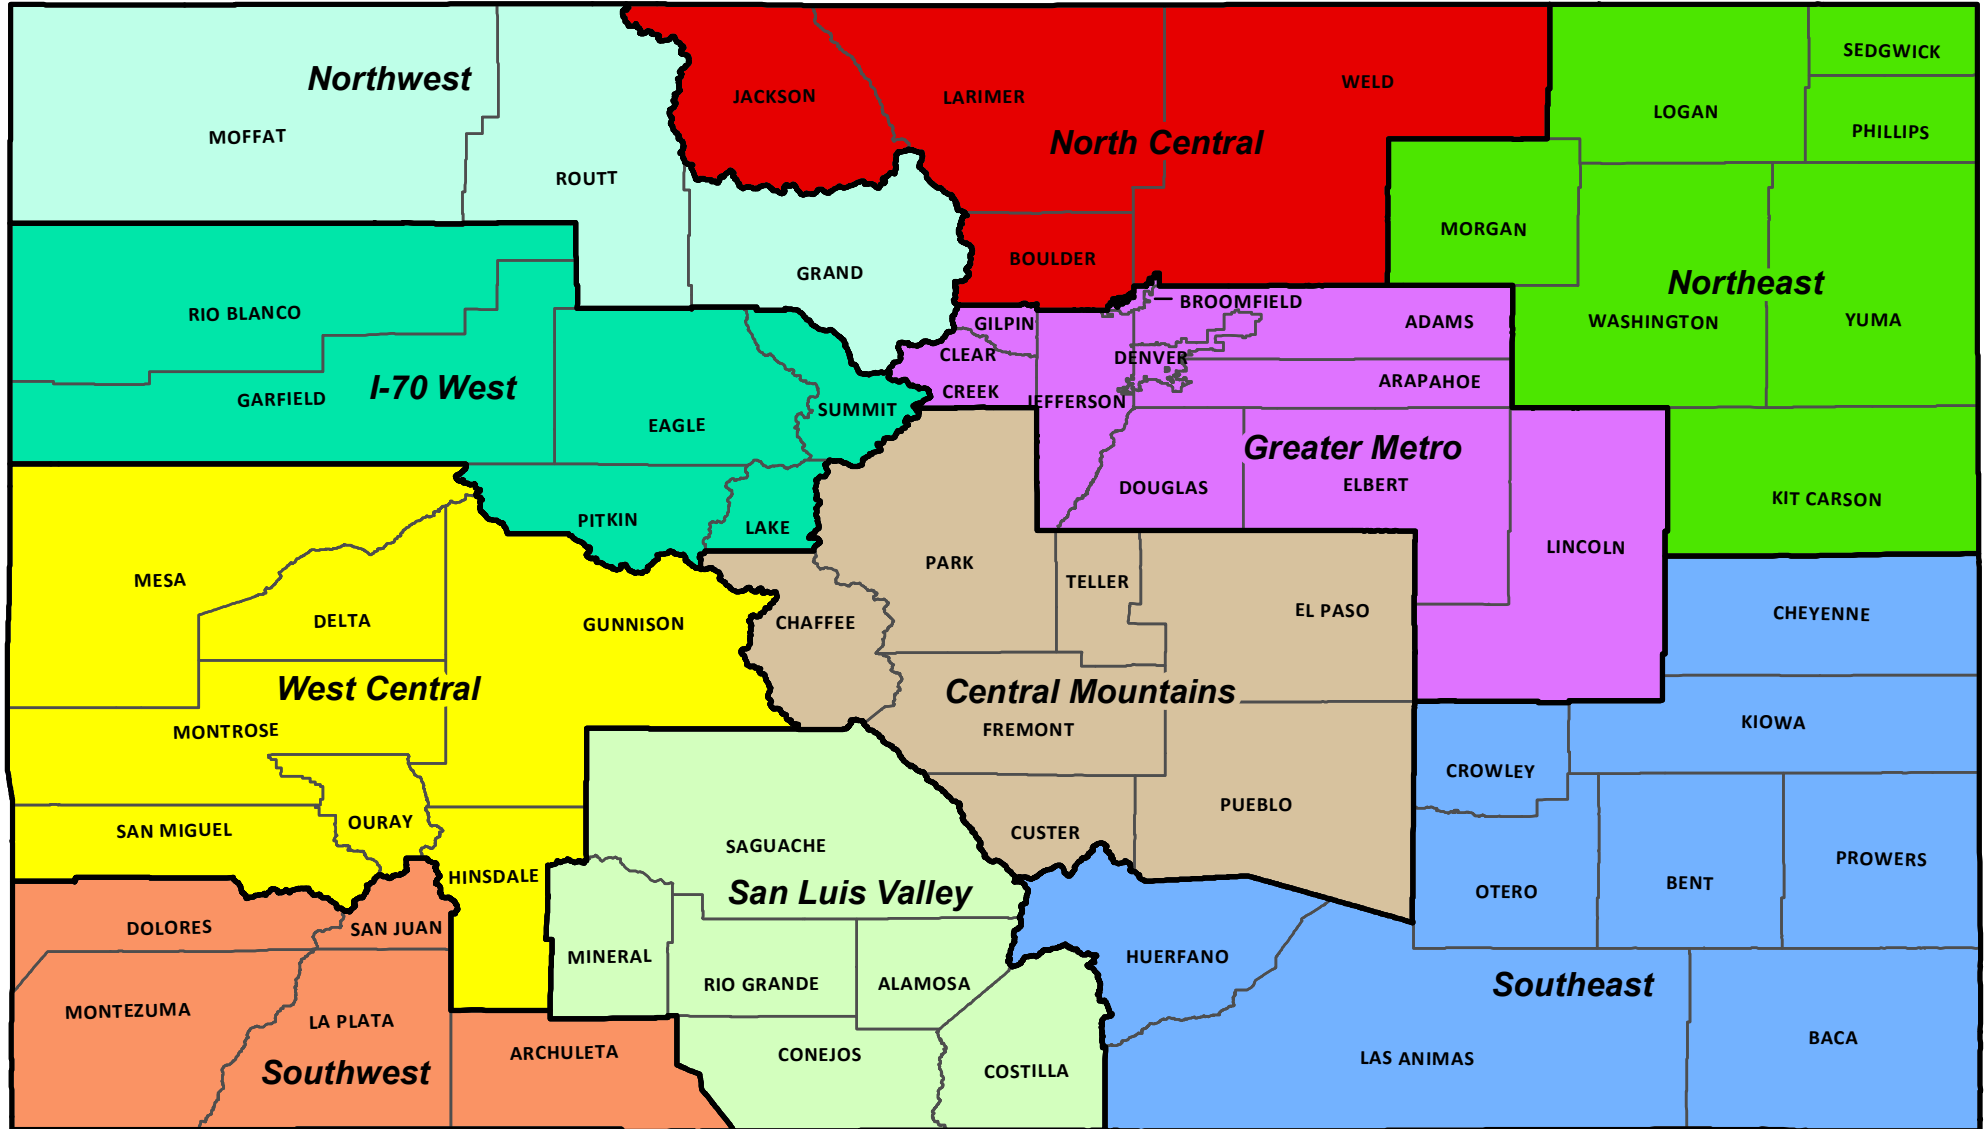 SEDGWICK
Northwest
WELD
JACKSON
LARIMER
LOGAN
PHILLIPS
MOFFAT
North Central
ROUTT
MORGAN
BOULDER
GRAND
Northeast
BROOMFIELD
RIO BLANCO
GILPIN
ADAMS
WASHINGTON
YUMA
CLEAR
CREEK
DENVER
ARAPAHOE
I-70 West
GARFIELD
JEFFERSON
SUMMIT
EAGLE
Greater Metro
DOUGLAS
ELBERT
KIT CARSON
PITKIN
LAKE
LINCOLN
PARK
MESA
TELLER
EL PASO
CHEYENNE
DELTA
GUNNISON
CHAFFEE
West Central
Central Mountains
MONTROSE
FREMONT
KIOWA
CROWLEY
PUEBLO
SAN MIGUEL
OURAY
CUSTER
SAGUACHE
PROWERS
HINSDALE
San Luis Valley
OTERO
BENT
DOLORES
SAN JUAN
MINERAL
HUERFANO
RIO GRANDE
ALAMOSA
Southeast
MONTEZUMA
LA PLATA
ARCHULETA
CONEJOS
LAS ANIMAS
BACA
Southwest
COSTILLA